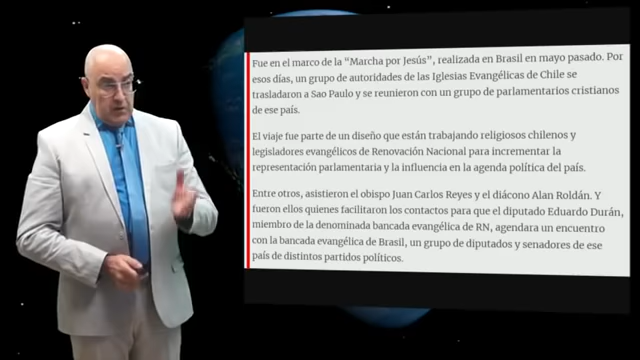 Fue en el marco de la “Marcha por Jesús”, realizada en Brasil en mayo pasado. Por
esos días, un grupo de autoridades de las Iglesias Evangélicas de Chile se
trasladaron a Sao Paulo y se reunieron con un grupo de parlamentarios cristianos
de ese país.
El viaje fue parte de un diseño que están trabajando religiosos chilenos y
legisladores evangélicos de Renovación Nacional para incrementar la
representación parlamentaria y la influencia en la agenda política del país.
Entre otros, asistieron el obispo Juan Carlos Reyes y el diácono Alan Roldán. Y
fueron ellos quienes facilitaron los contactos para que el diputado Eduardo Durán,
miembro de la denominada bancada evangélica de RN, agendara un encuentro
con la bancada evangélica de Brasil, un grupo de diputados y senadores de ese
país de distintos partidos políticos.